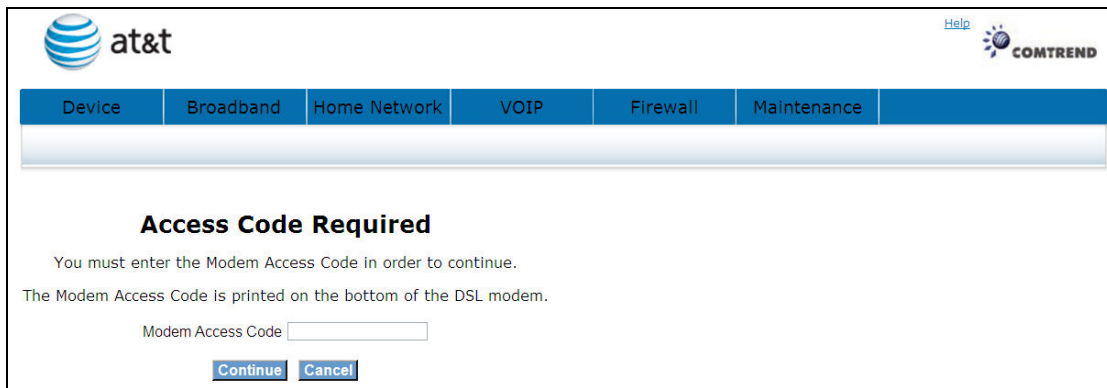 at&t
Help
COMTREND
Device Broadband Home Network VOIP Firewall Maintenance
Access Code Required
You must enter the Modem Access Code in order to continue.
The Modem Access Code is printed on the bottom of the DSL modem.
Modem Access Code
Continue Cancel